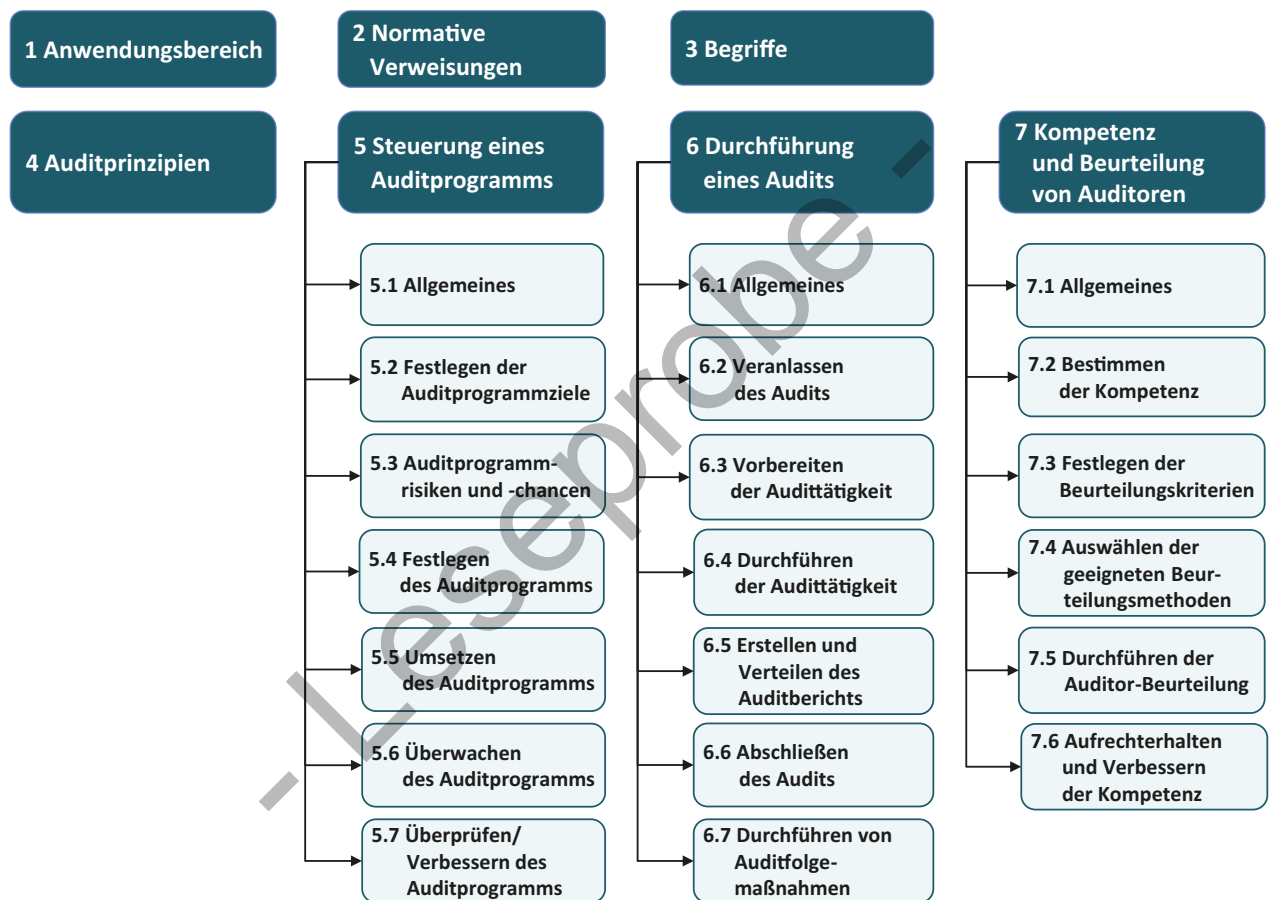 1 Anwendungsbereich
2 Normative
Verweisungen
3 Begriffe
4 Auditprinzipien
5 Steuerung eines
Auditprogramms
5.1 Allgemeines
5.2 Festlegen der
Auditprogrammziele
5.3 Auditprogramm-
risiken und -chancen
5.4 Festlegen
des Auditprogramms
5.5 Umsetzen
des Auditprogramms
5.6 Überwachen
des Auditprogramms
5.7 Überprüfen/
Verbessern des
Auditprogramms
6 Durchführung
eines Audits
6.1 Allgemeines
6.2 Veranlassen
des Audits
6.3 Vorbereiten
der Audittätigkeit
6.4 Durchführen
der Audittätigkeit
6.5 Erstellen und
Verteilen des
Auditberichts
6.6 Abschließen
des Audits
6.7 Durchführen von
Auditfolge-
maßnahmen
7 Kompetenz
und Beurteilung
von Auditoren
7.1 Allgemeines
7.2 Bestimmen
der Kompetenz
7.3 Festlegen der
Beurteilungskriterien
7.4 Auswählen der
geeigneten Beur-
teilungsmethoden
7.5 Durchführen der
Auditor-Beurteilung
7.6 Aufrechterhalten
und Verbessern
der Kompetenz
- Leseprobe -